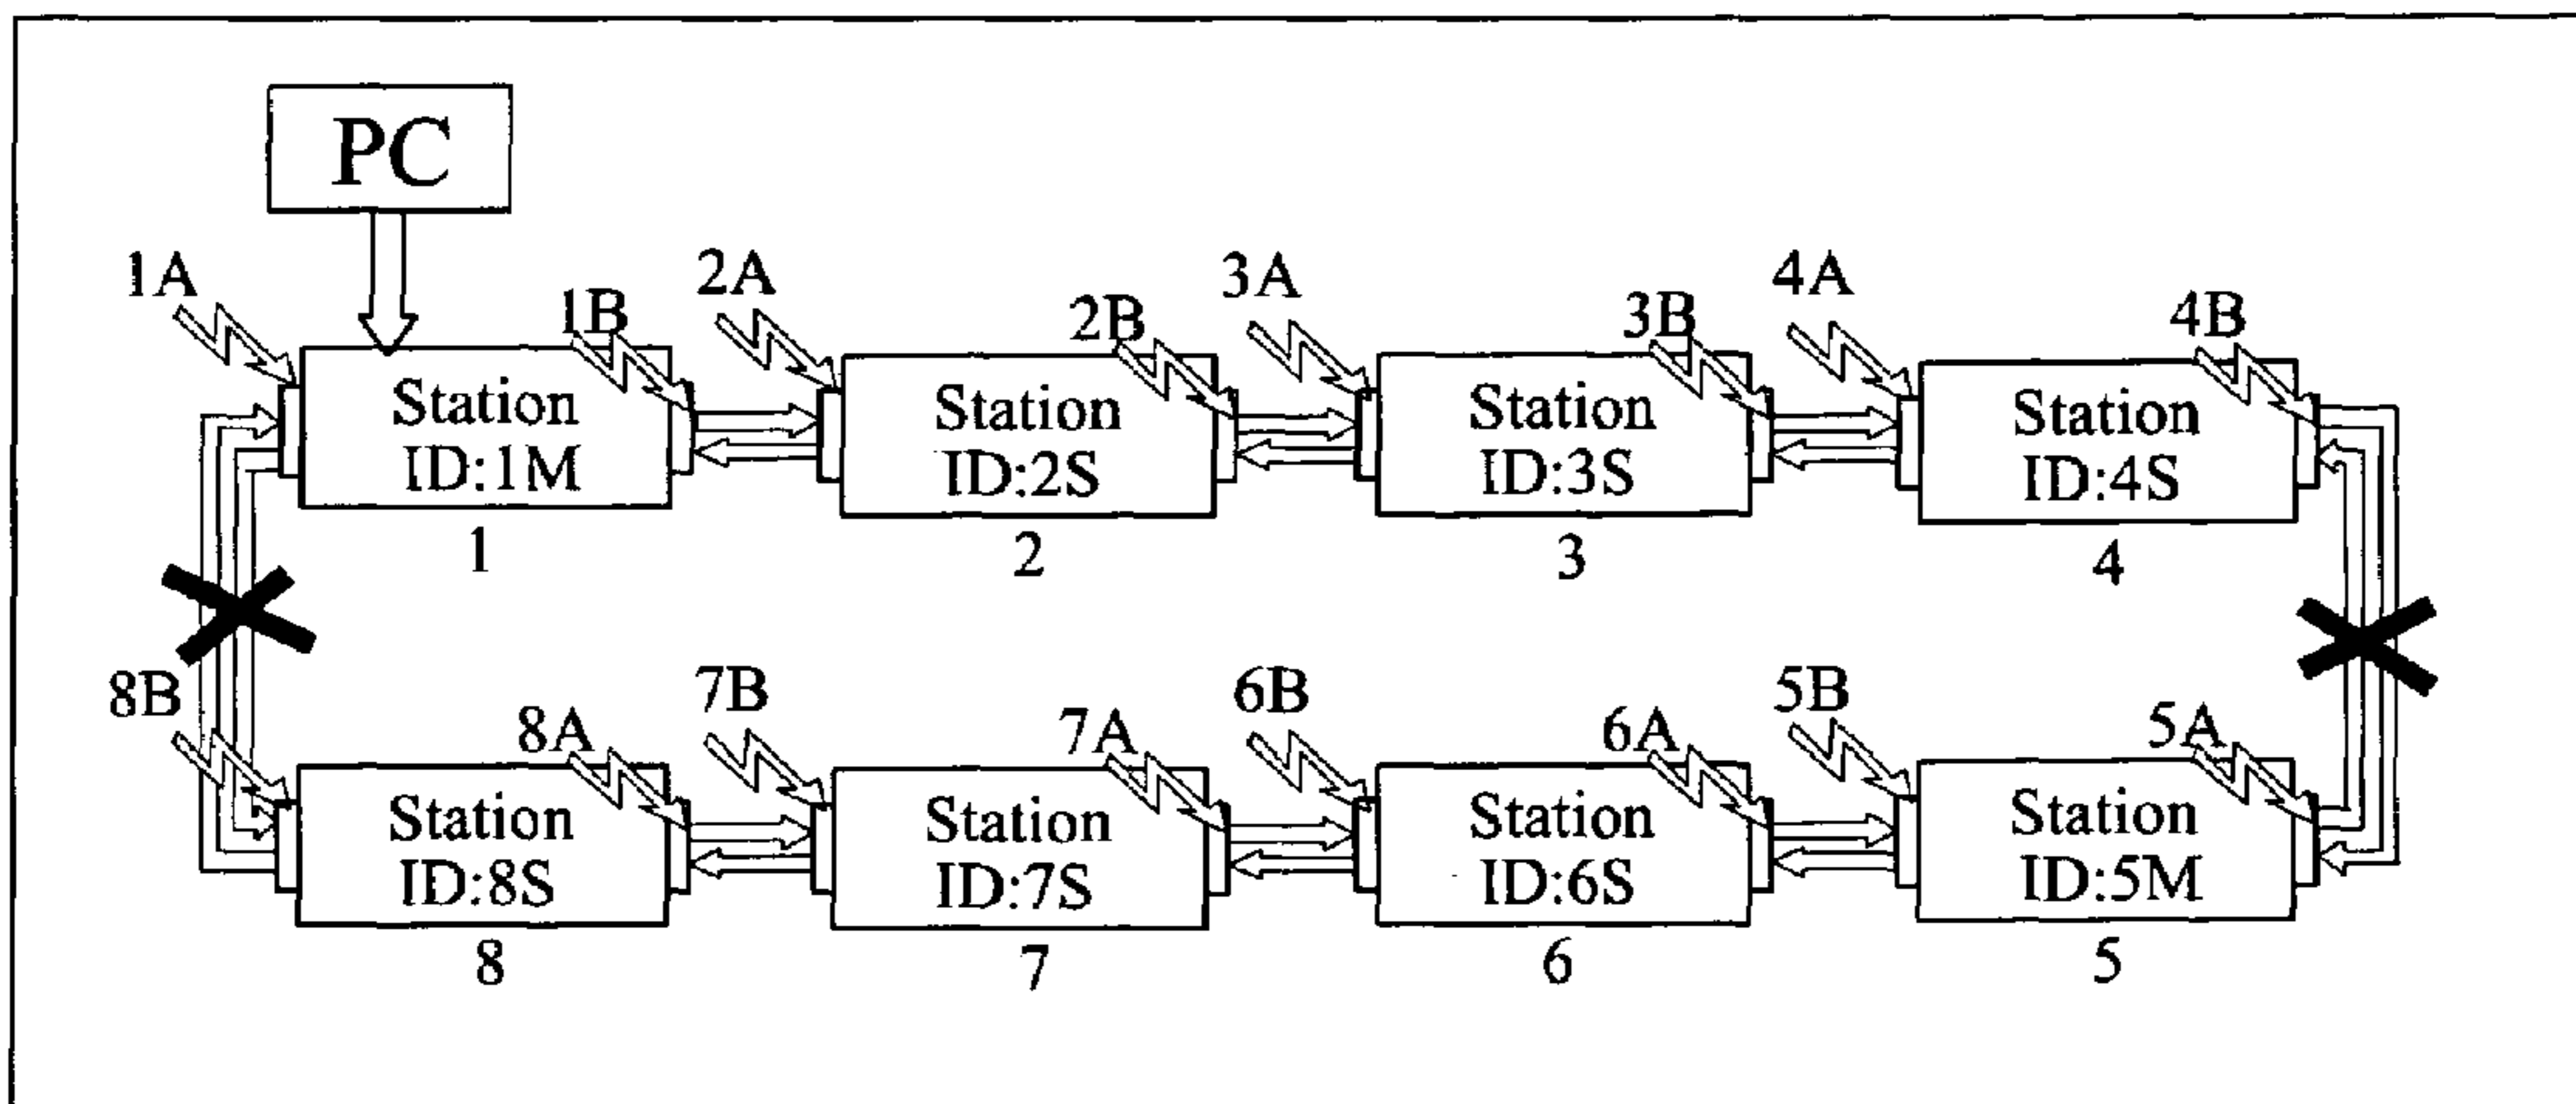 PC
1A
1B
2A
2B
3A
3B
4A
4B
Station
ID:1M
Station
ID:2S
Station
ID:3S
Station
ID:4S
1
2
3
4
8B
8A
7B
7A
6B
6A
5B
5A
Station
ID:8S
Station
ID:7S
Station
ID:6S
Station
ID:5M
8
7
6
5